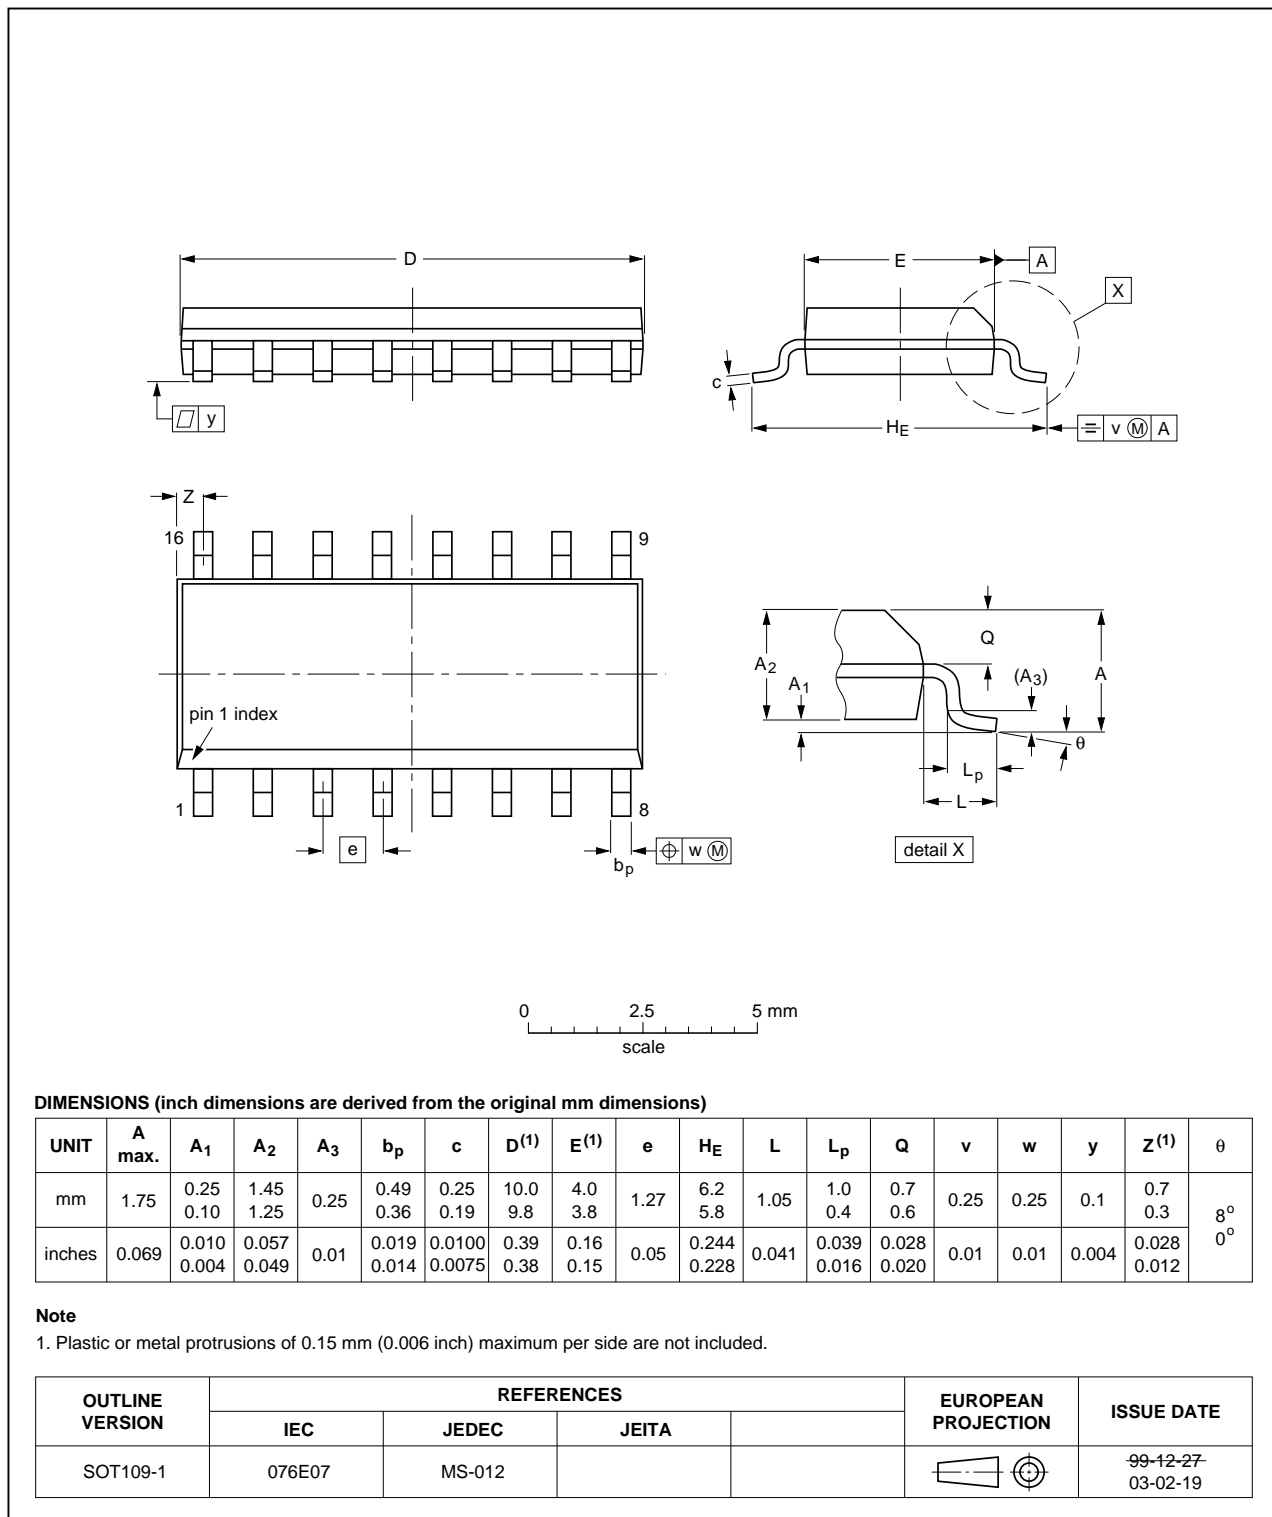 D
E
A
X
c
y
HE
v M A
Z
16
9
pin 1 index
1
8
e
bp
w M
Q
A2
A1
(A3)
A
θ
Lp
L
detail X
0 2.5 5 mm
scale
DIMENSIONS (inch dimensions are derived from the original mm dimensions)
UNIT A max. A1 A2 A3 bp c D(1) E(1) e HE L Lp Q v w y Z(1) θ
mm 1.75 0.25 0.10 1.45 1.25 0.25 0.49 0.36 0.25 0.19 10.0 9.8 4.0 3.8 1.27 6.2 5.8 1.05 1.0 0.4 0.7 0.6 0.25 0.25 0.1 0.7 0.3 8o 0o
inches 0.069 0.010 0.004 0.057 0.049 0.01 0.019 0.014 0.0100 0.0075 0.39 0.38 0.16 0.15 0.05 0.244 0.228 0.041 0.039 0.016 0.028 0.020 0.01 0.01 0.004 0.028 0.012
Note
1. Plastic or metal protrusions of 0.15 mm (0.006 inch) maximum per side are not included.
OUTLINE VERSION REFERENCES EUROPEAN PROJECTION ISSUE DATE
IEC JEDEC JEITA
SOT109-1 076E07 MS-012 99-12-27
03-02-19